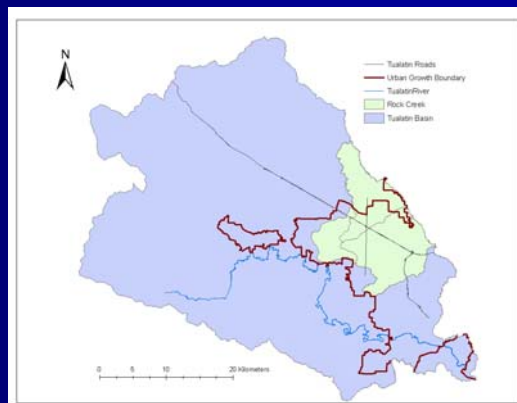 N
Tualatin Roads
Urban Growth Boundary
TualatinRiver
Rock Creek
Tualatin Basin
0 5 10 20 Kilometers